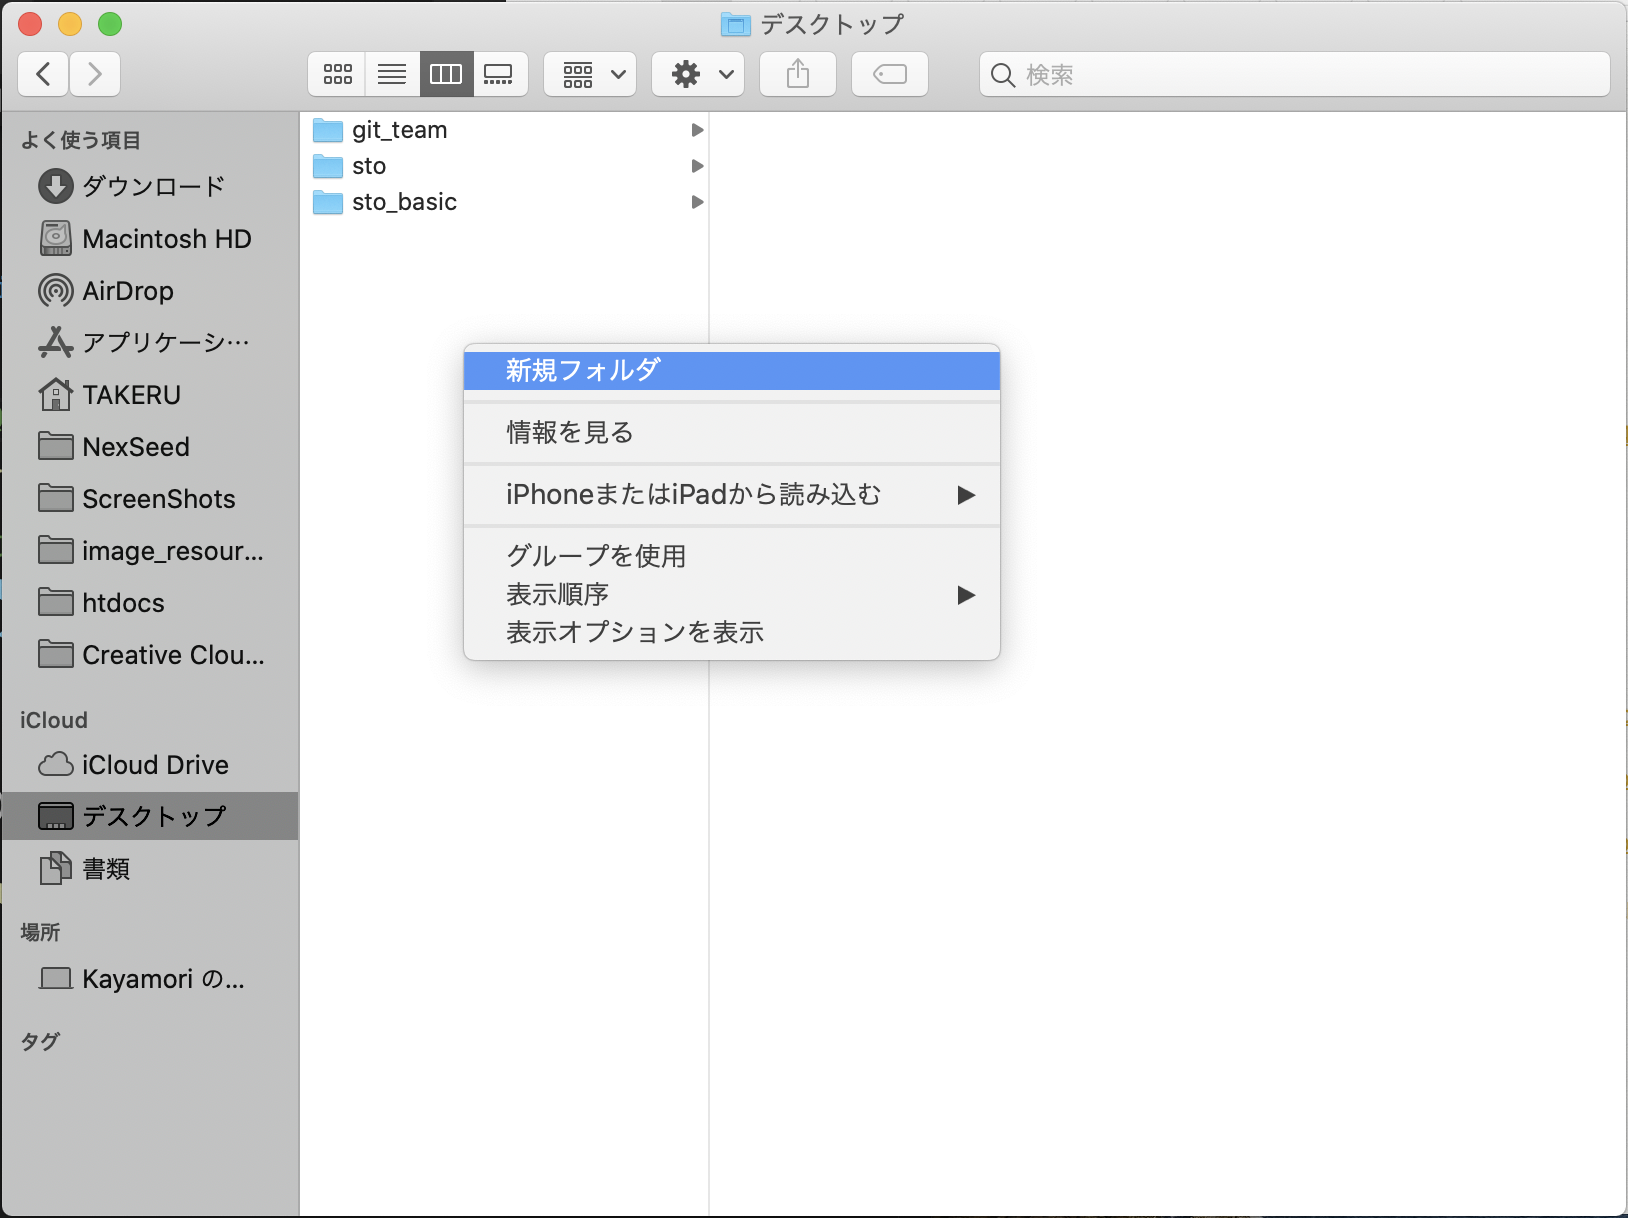 デスクトップ
検索
よく使う項目
ダウンロード
Macintosh HD
AirDrop
アプリケーシ…
TAKERU
NexSeed
ScreenShots
image_resour...
htdocs
Creative Clou...
iCloud
iCloud Drive
デスクトップ
書類
場所
Kayamori の...
タグ
git_team
sto
sto_basic
新規フォルダ
情報を見る
iPhoneまたはiPadから読み込む
グループを使用
表示順序
表示オプションを表示